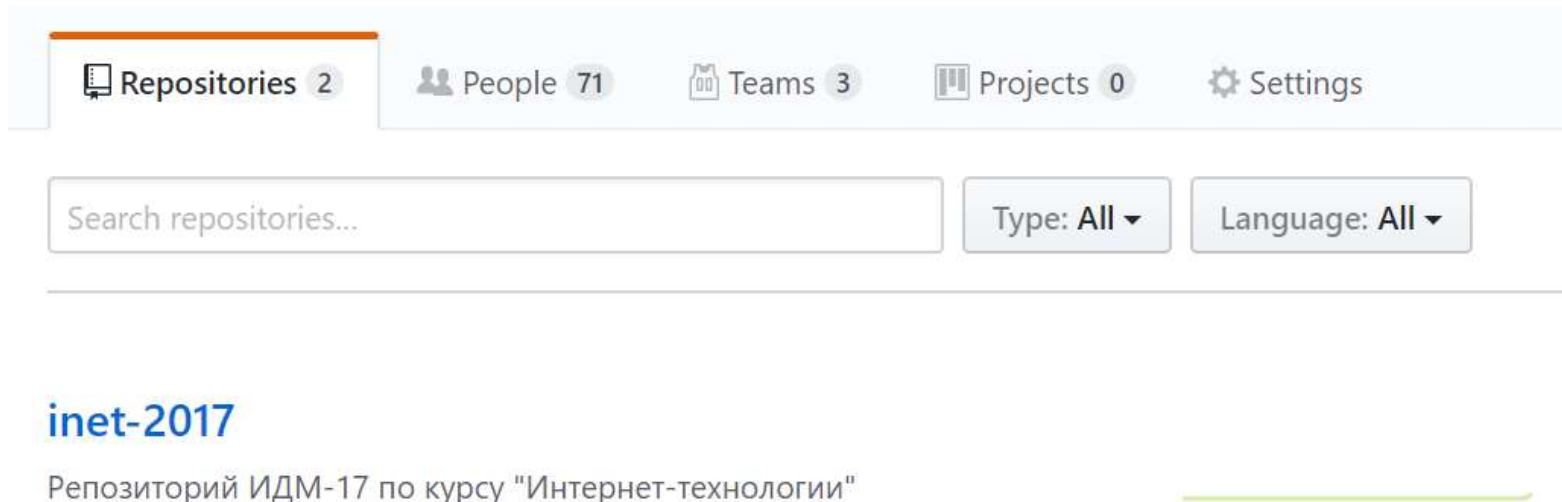 Repositories 2 People 71 Teams 3 Projects 0 Settings
Search repositories... Type: All Language: All
inet-2017
Репозиторий ИДМ-17 по курсу "Интернет-технологии"